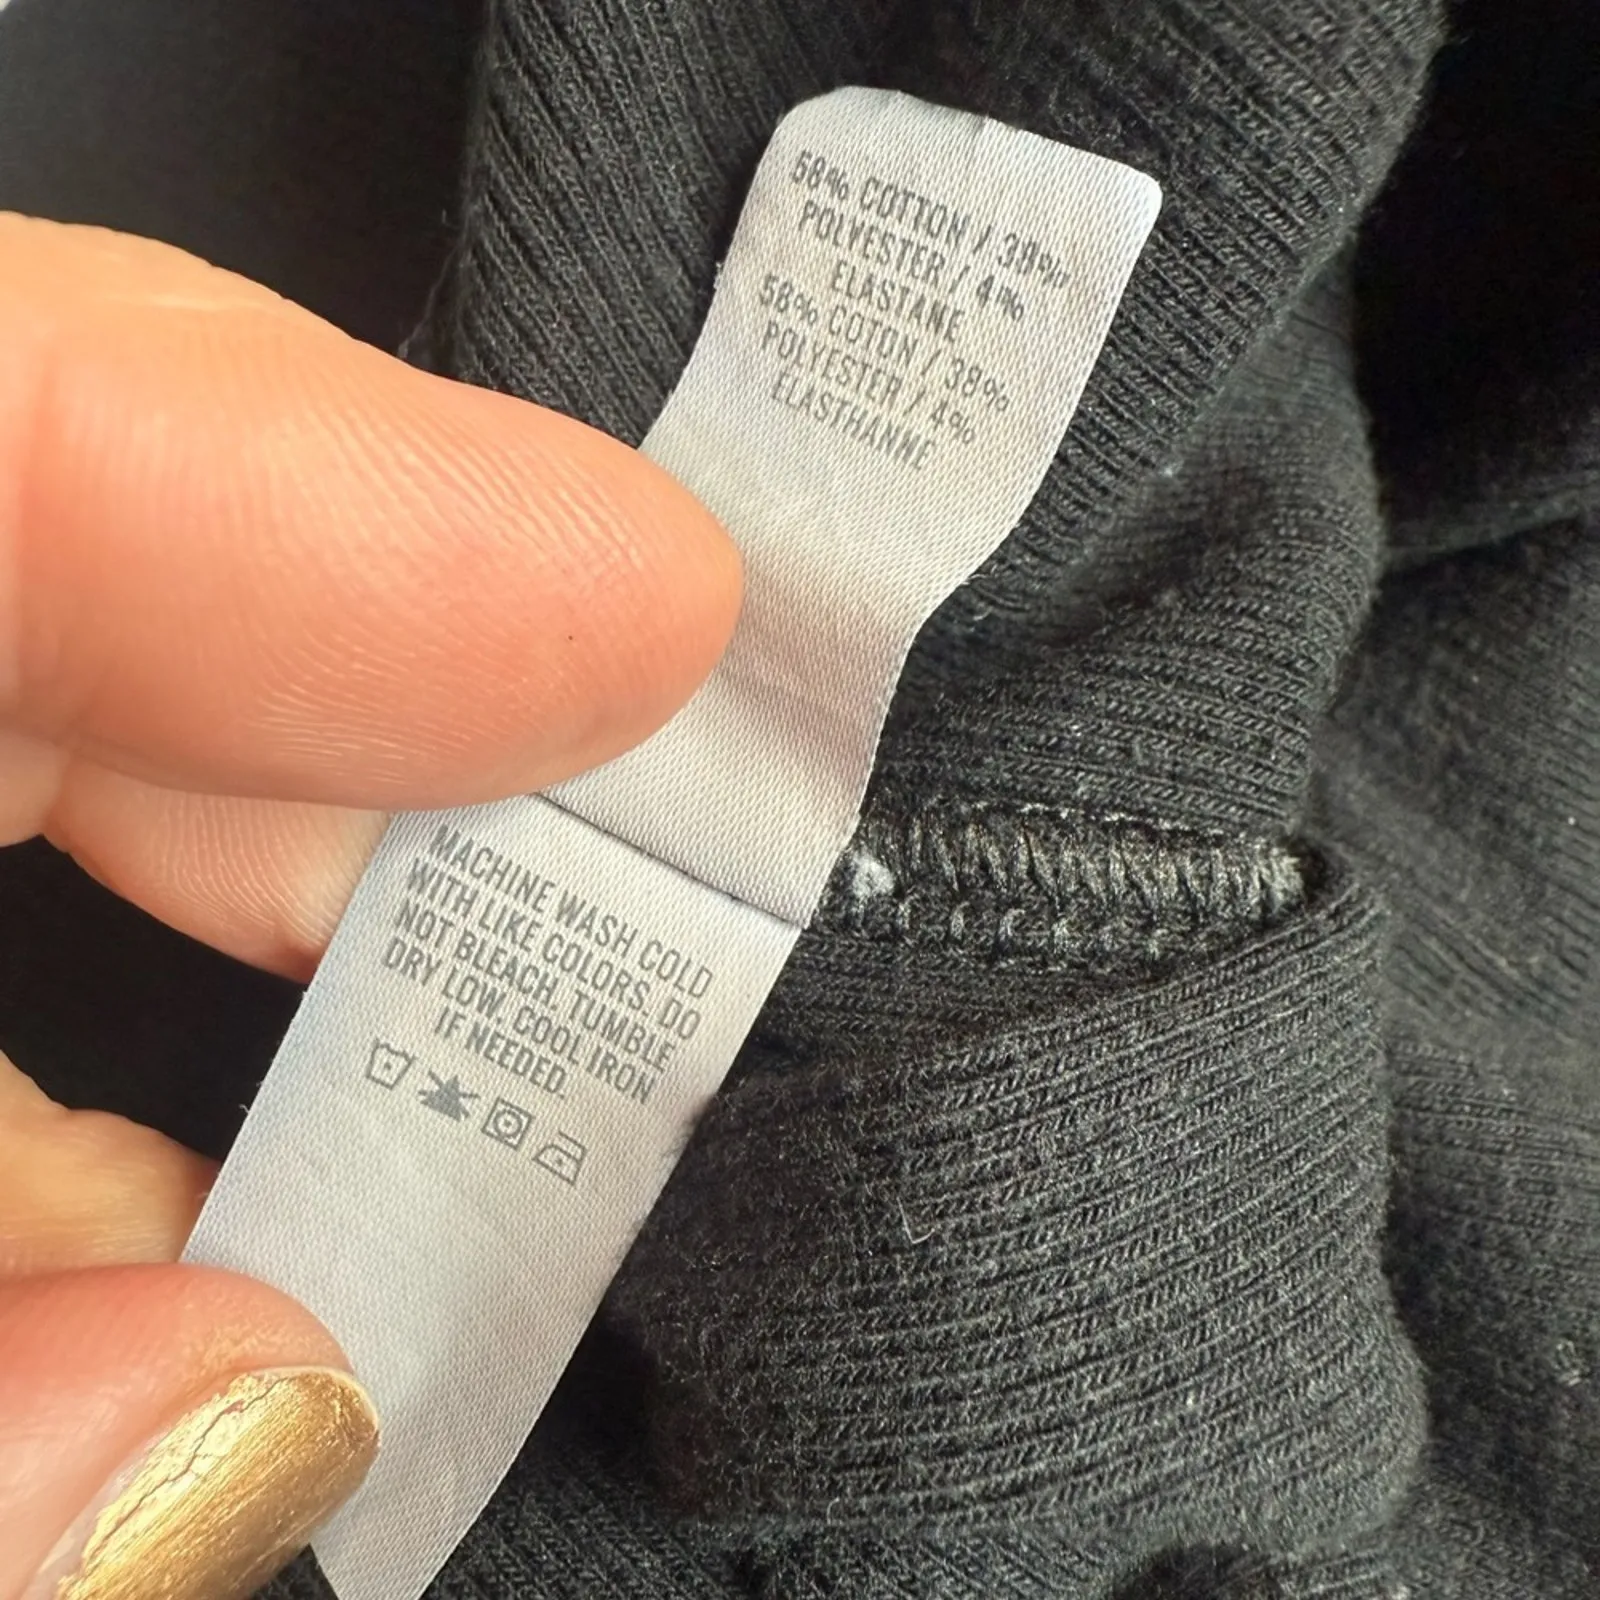 58% COTTON / 38%
POLYESTER / 4%
ELASTANE
58% COTON / 38%
POLYESTER / 4%
ELASTHANNE
MACHINE WASH COLD
WITH LIKE COLORS. DO
NOT BLEACH. TUMBLE
DRY LOW. COOL IRON
IF NEEDED.